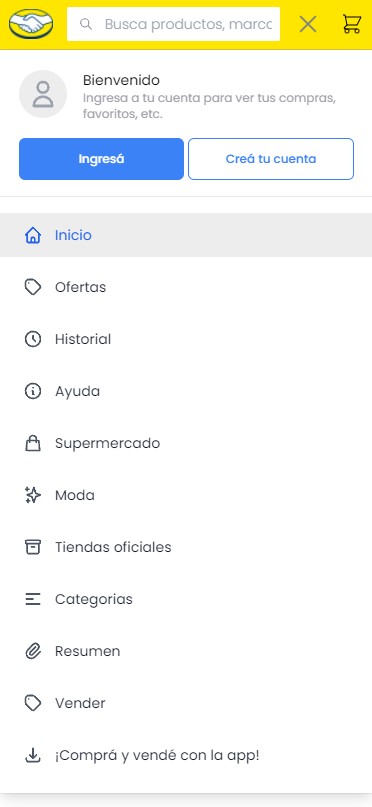 Busca productos, marcc
Bienvenido
Ingresa a tu cuenta para ver tus compras,
favoritos, etc.
Ingresá
Creá tu cuenta
Inicio
Ofertas
Historial
Ayuda
Supermercado
Moda
Tiendas oficiales
Categorias
Resumen
Vender
¡Comprá y vendé con la app!